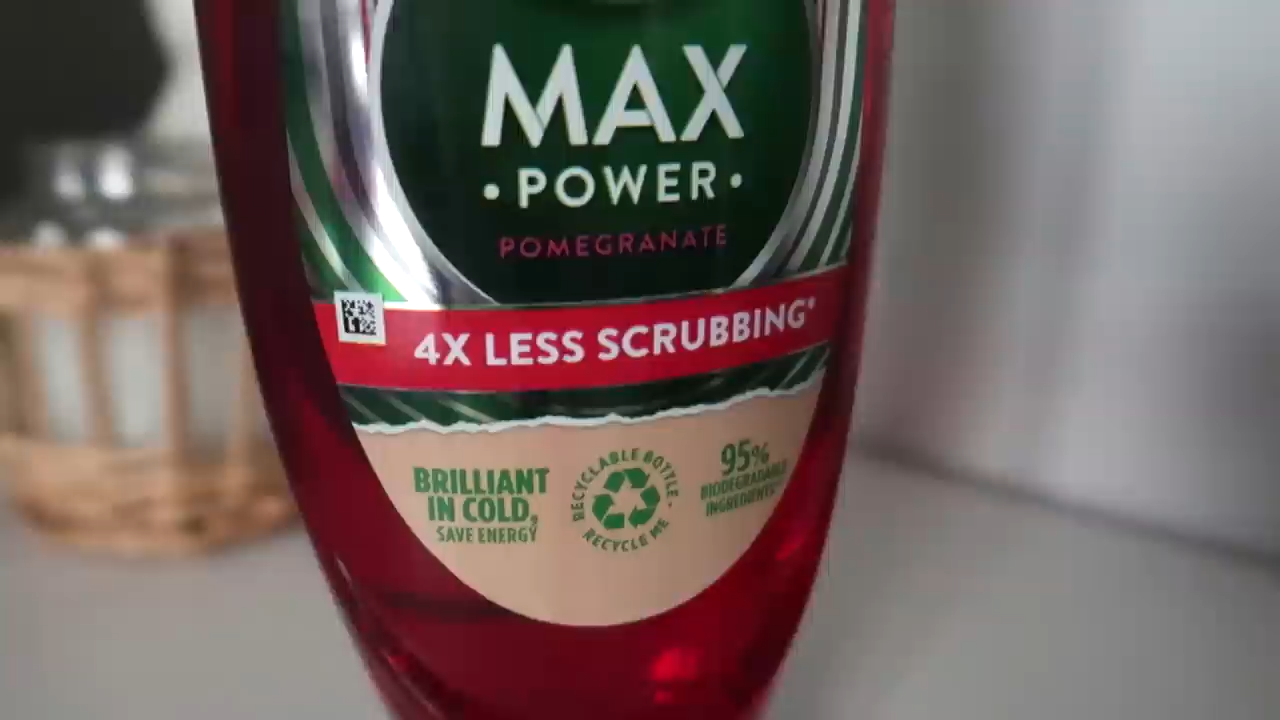 MAX
·POWER·
POMEGRANATE
4X LESS SCRUBBING*
BRILLIANT
IN COLD,
SAVE ENERGY
RECYCLABLE BOTTLE ·
RECYCLE ME
95%
BIODEGRADABLE
INGREDIENTS